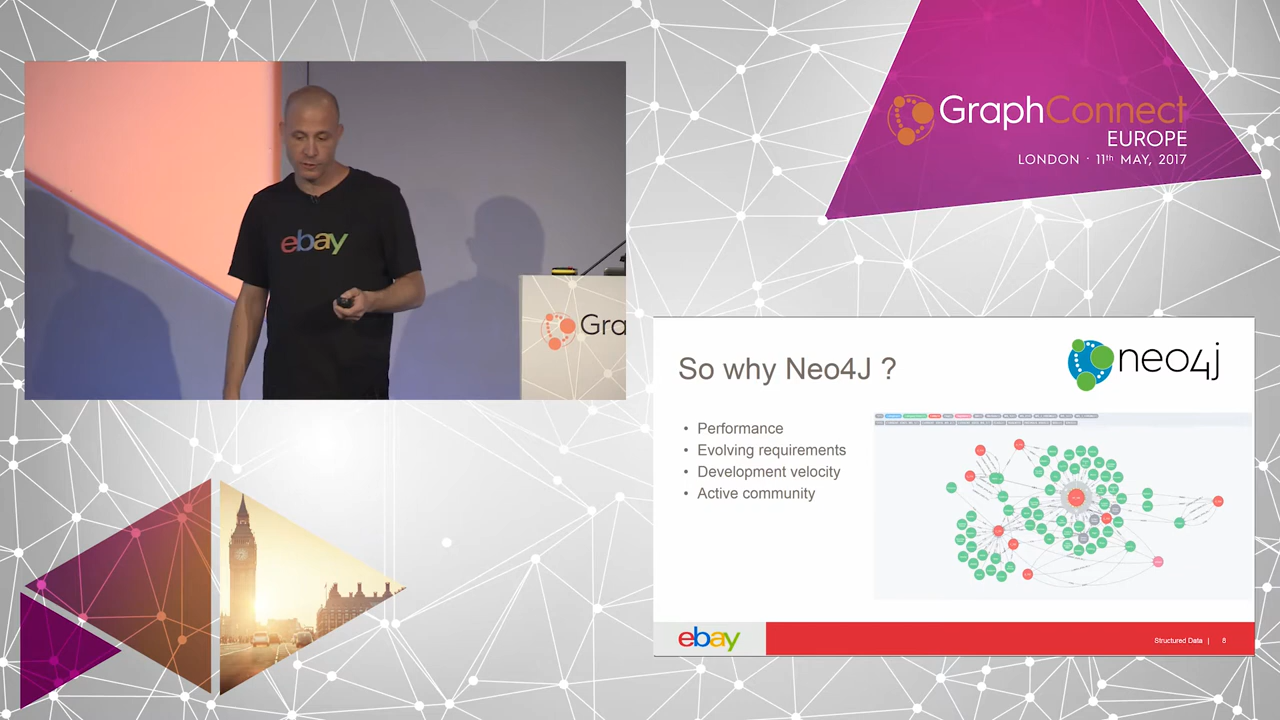 GraphConnect
EUROPE
LONDON · 11th MAY, 2017
ebay
Gra
So why Neo4J ?
neo4j
• Performance
• Evolving requirements
• Development velocity
• Active community
ebay
Structured Data | 8